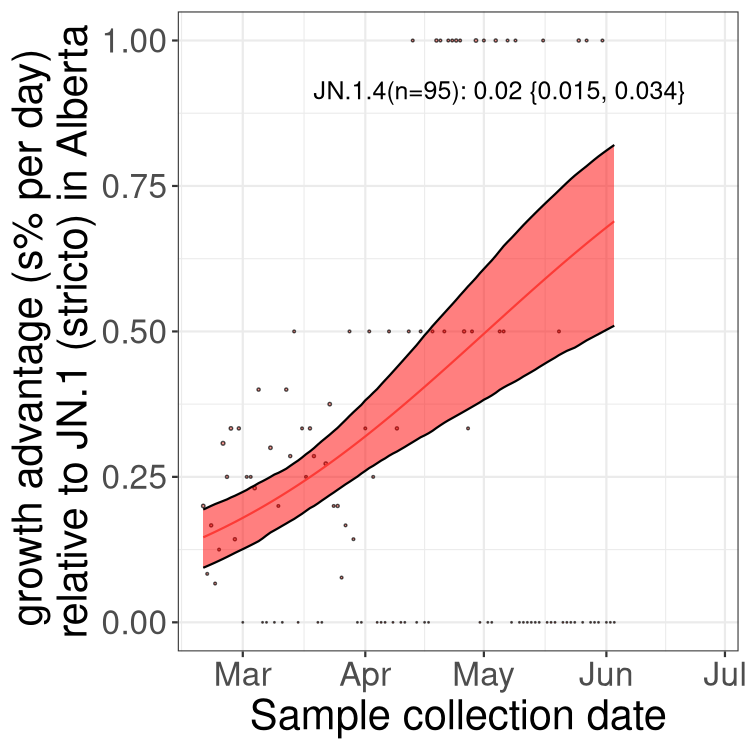 growth advantage (s% per day)
relative to JN.1 (stricto) in Alberta
1.00
0.75
0.50
0.25
0.00
JN.1.4(n=95): 0.02 {0.015, 0.034}
Mar Apr May Jun Jul
Sample collection date